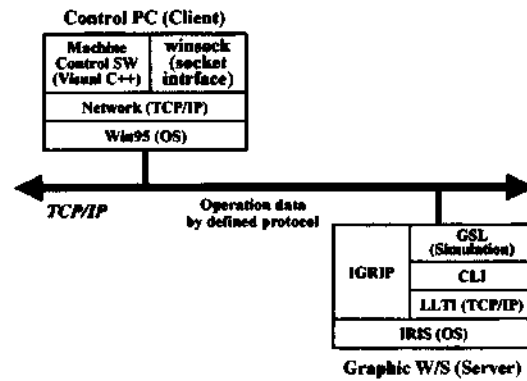 Control PC (Client)
Machine
Control SW
(Visual C++)
winsock
(socket
intrface)
Network (TCP/IP)
Win95 (OS)
TCP/IP
Operation data
by defined protocol
IGRIP
GSL
(Simulation)
CLI
LLTI (TCP/IP)
IRIS (OS)
Graphic W/S (Server)